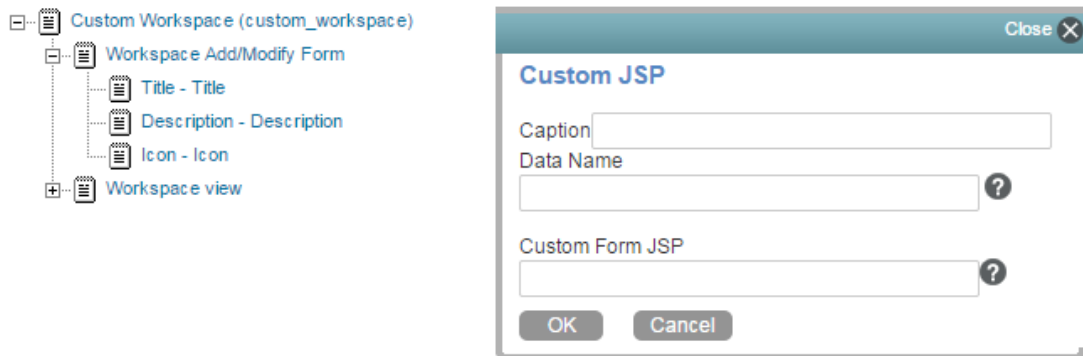 Custom Workspace (custom_workspace)
Workspace Add/Modify Form
Title - Title
Description - Description
Icon - Icon
Workspace view
Close
Custom JSP
Caption
Data Name
?
Custom Form JSP
?
OK Cancel